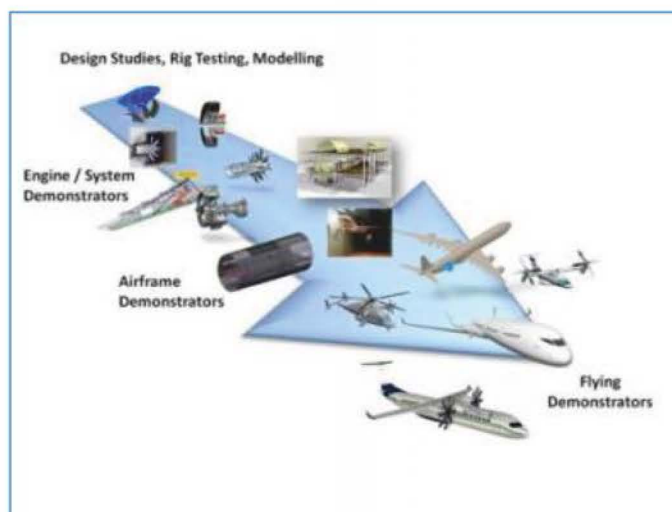 Design Studies, Rig Testing, Modelling
Engine / System
Demonstrators
Airframe
Demonstrators
Flying
Demonstrators